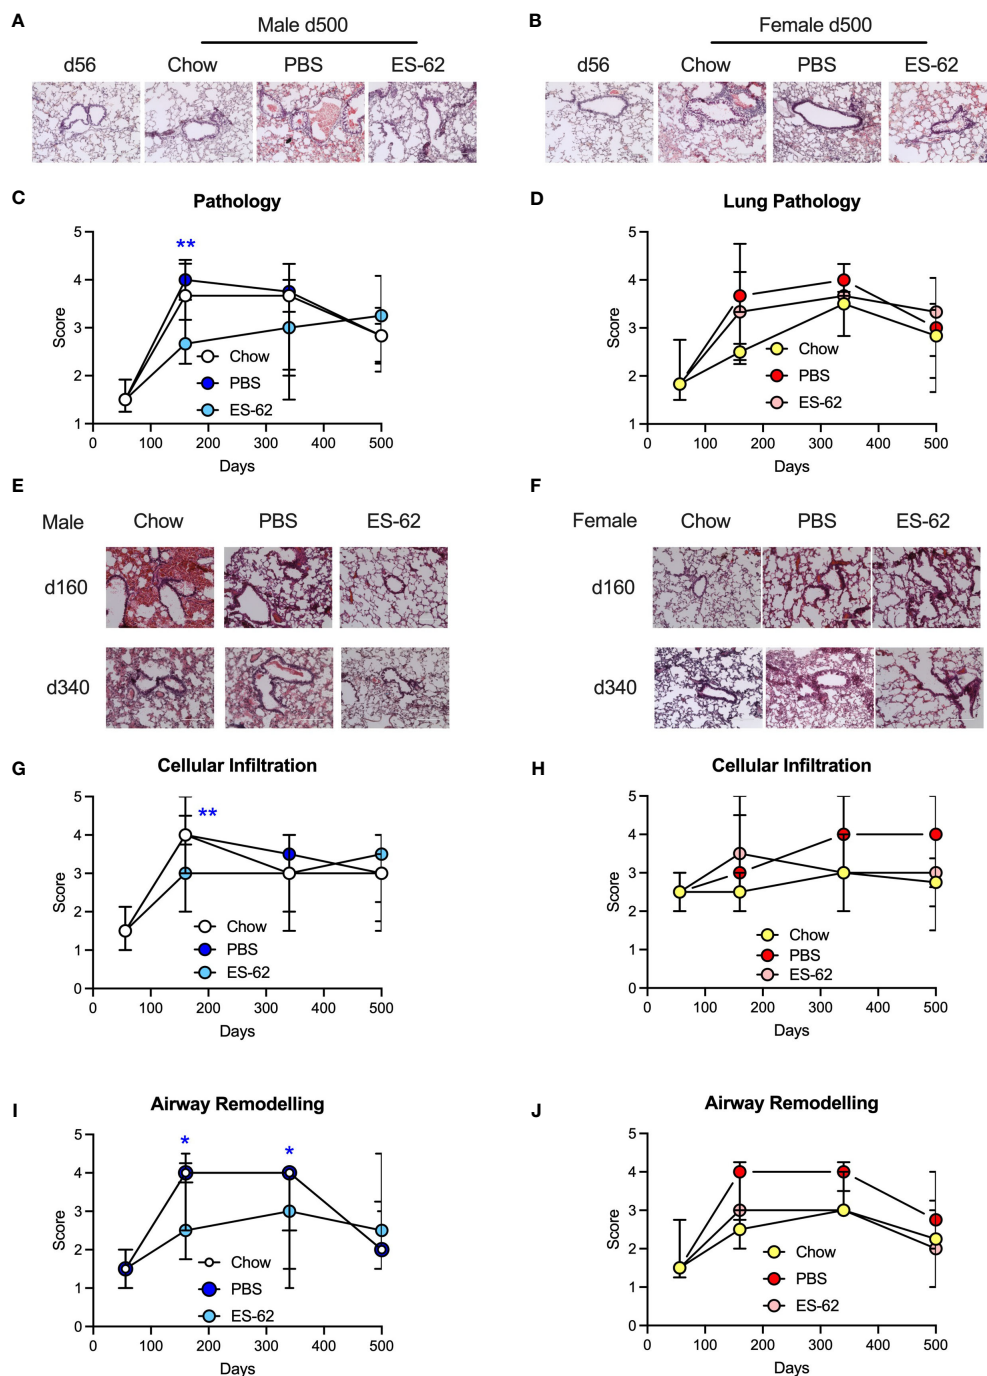 A
Male d500
d56 Chow PBS ES-62
B
Female d500
d56 Chow PBS ES-62
C
Pathology
**
Score
5
4
3
2
1
Chow
PBS
ES-62
0 100 200 300 400 500
Days
D
Lung Pathology
Score
5
4
3
2
1
Chow
PBS
ES-62
0 100 200 300 400 500
Days
E
Male Chow PBS ES-62
d160
d340
F
Female Chow PBS ES-62
d160
d340
G
Cellular Infiltration
**
Score
5
4
3
2
1
0
Chow
PBS
ES-62
0 100 200 300 400 500
Days
H
Cellular Infiltration
Score
5
4
3
2
1
0
Chow
PBS
ES-62
0 100 200 300 400 500
Days
I
Airway Remodelling
* *
Score
5
4
3
2
1
0
Chow
PBS
ES-62
0 100 200 300 400 500
Days
J
Airway Remodelling
Score
5
4
3
2
1
0
Chow
PBS
ES-62
0 100 200 300 400 500
Days